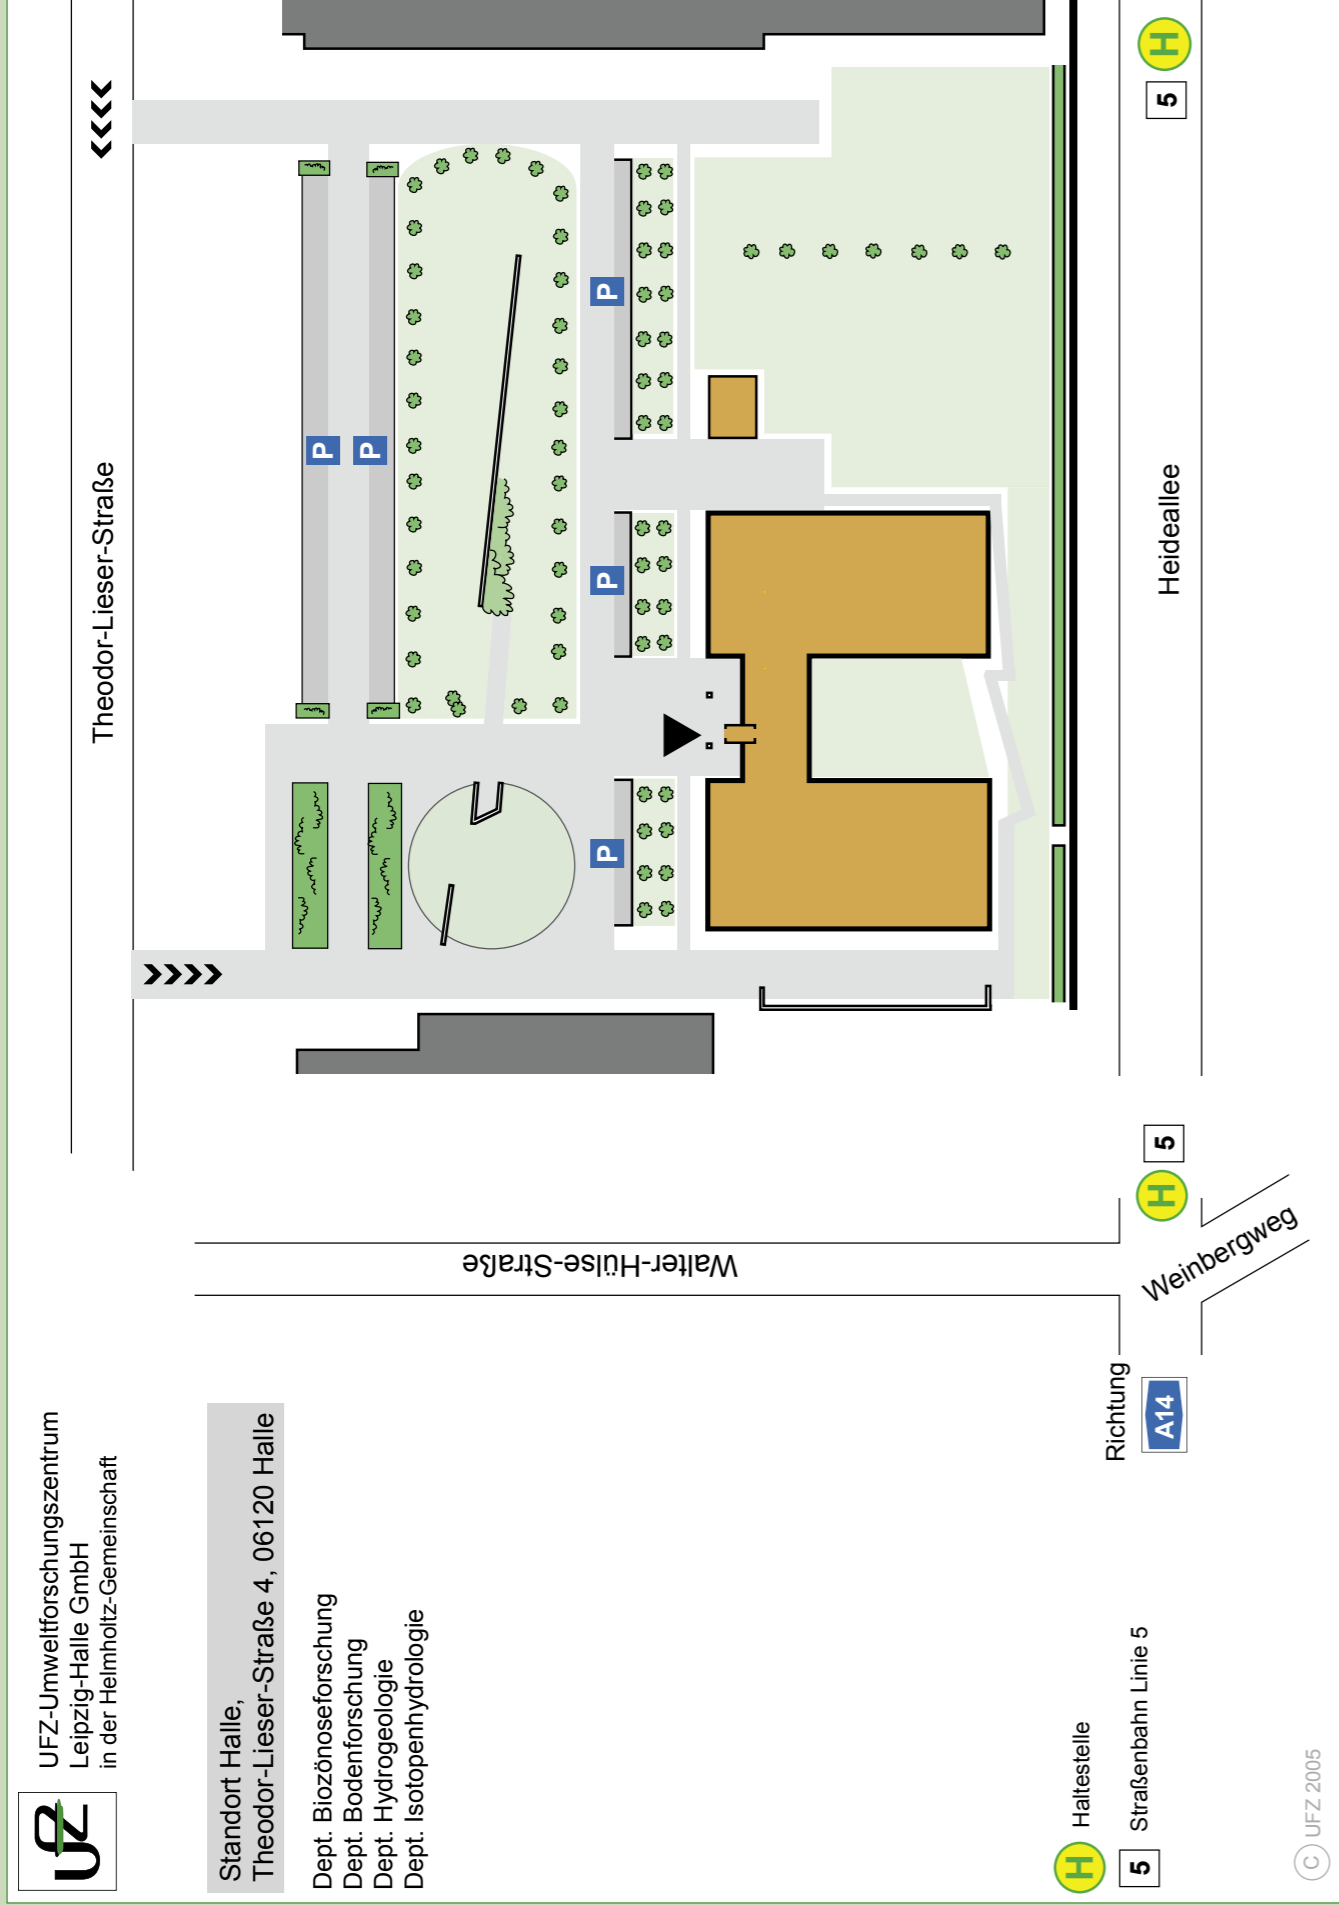 UFZ
UFZ-Umweltforschungszentrum
Leipzig-Halle GmbH
in der Helmholtz-Gemeinschaft
Standort Halle,
Theodor-Lieser-Straße 4, 06120 Halle
Dept. Biozönoseforschung
Dept. Bodenforschung
Dept. Hydrogeologie
Dept. Isotopenhydrologie
Theodor-Lieser-Straße
P
P
P
P
P
Walter-Hülse-Straße
Heideallee
5 H
H 5
Weinbergweg
Richtung
A14
H Haltestelle
5 Straßenbahn Linie 5
C UFZ 2005